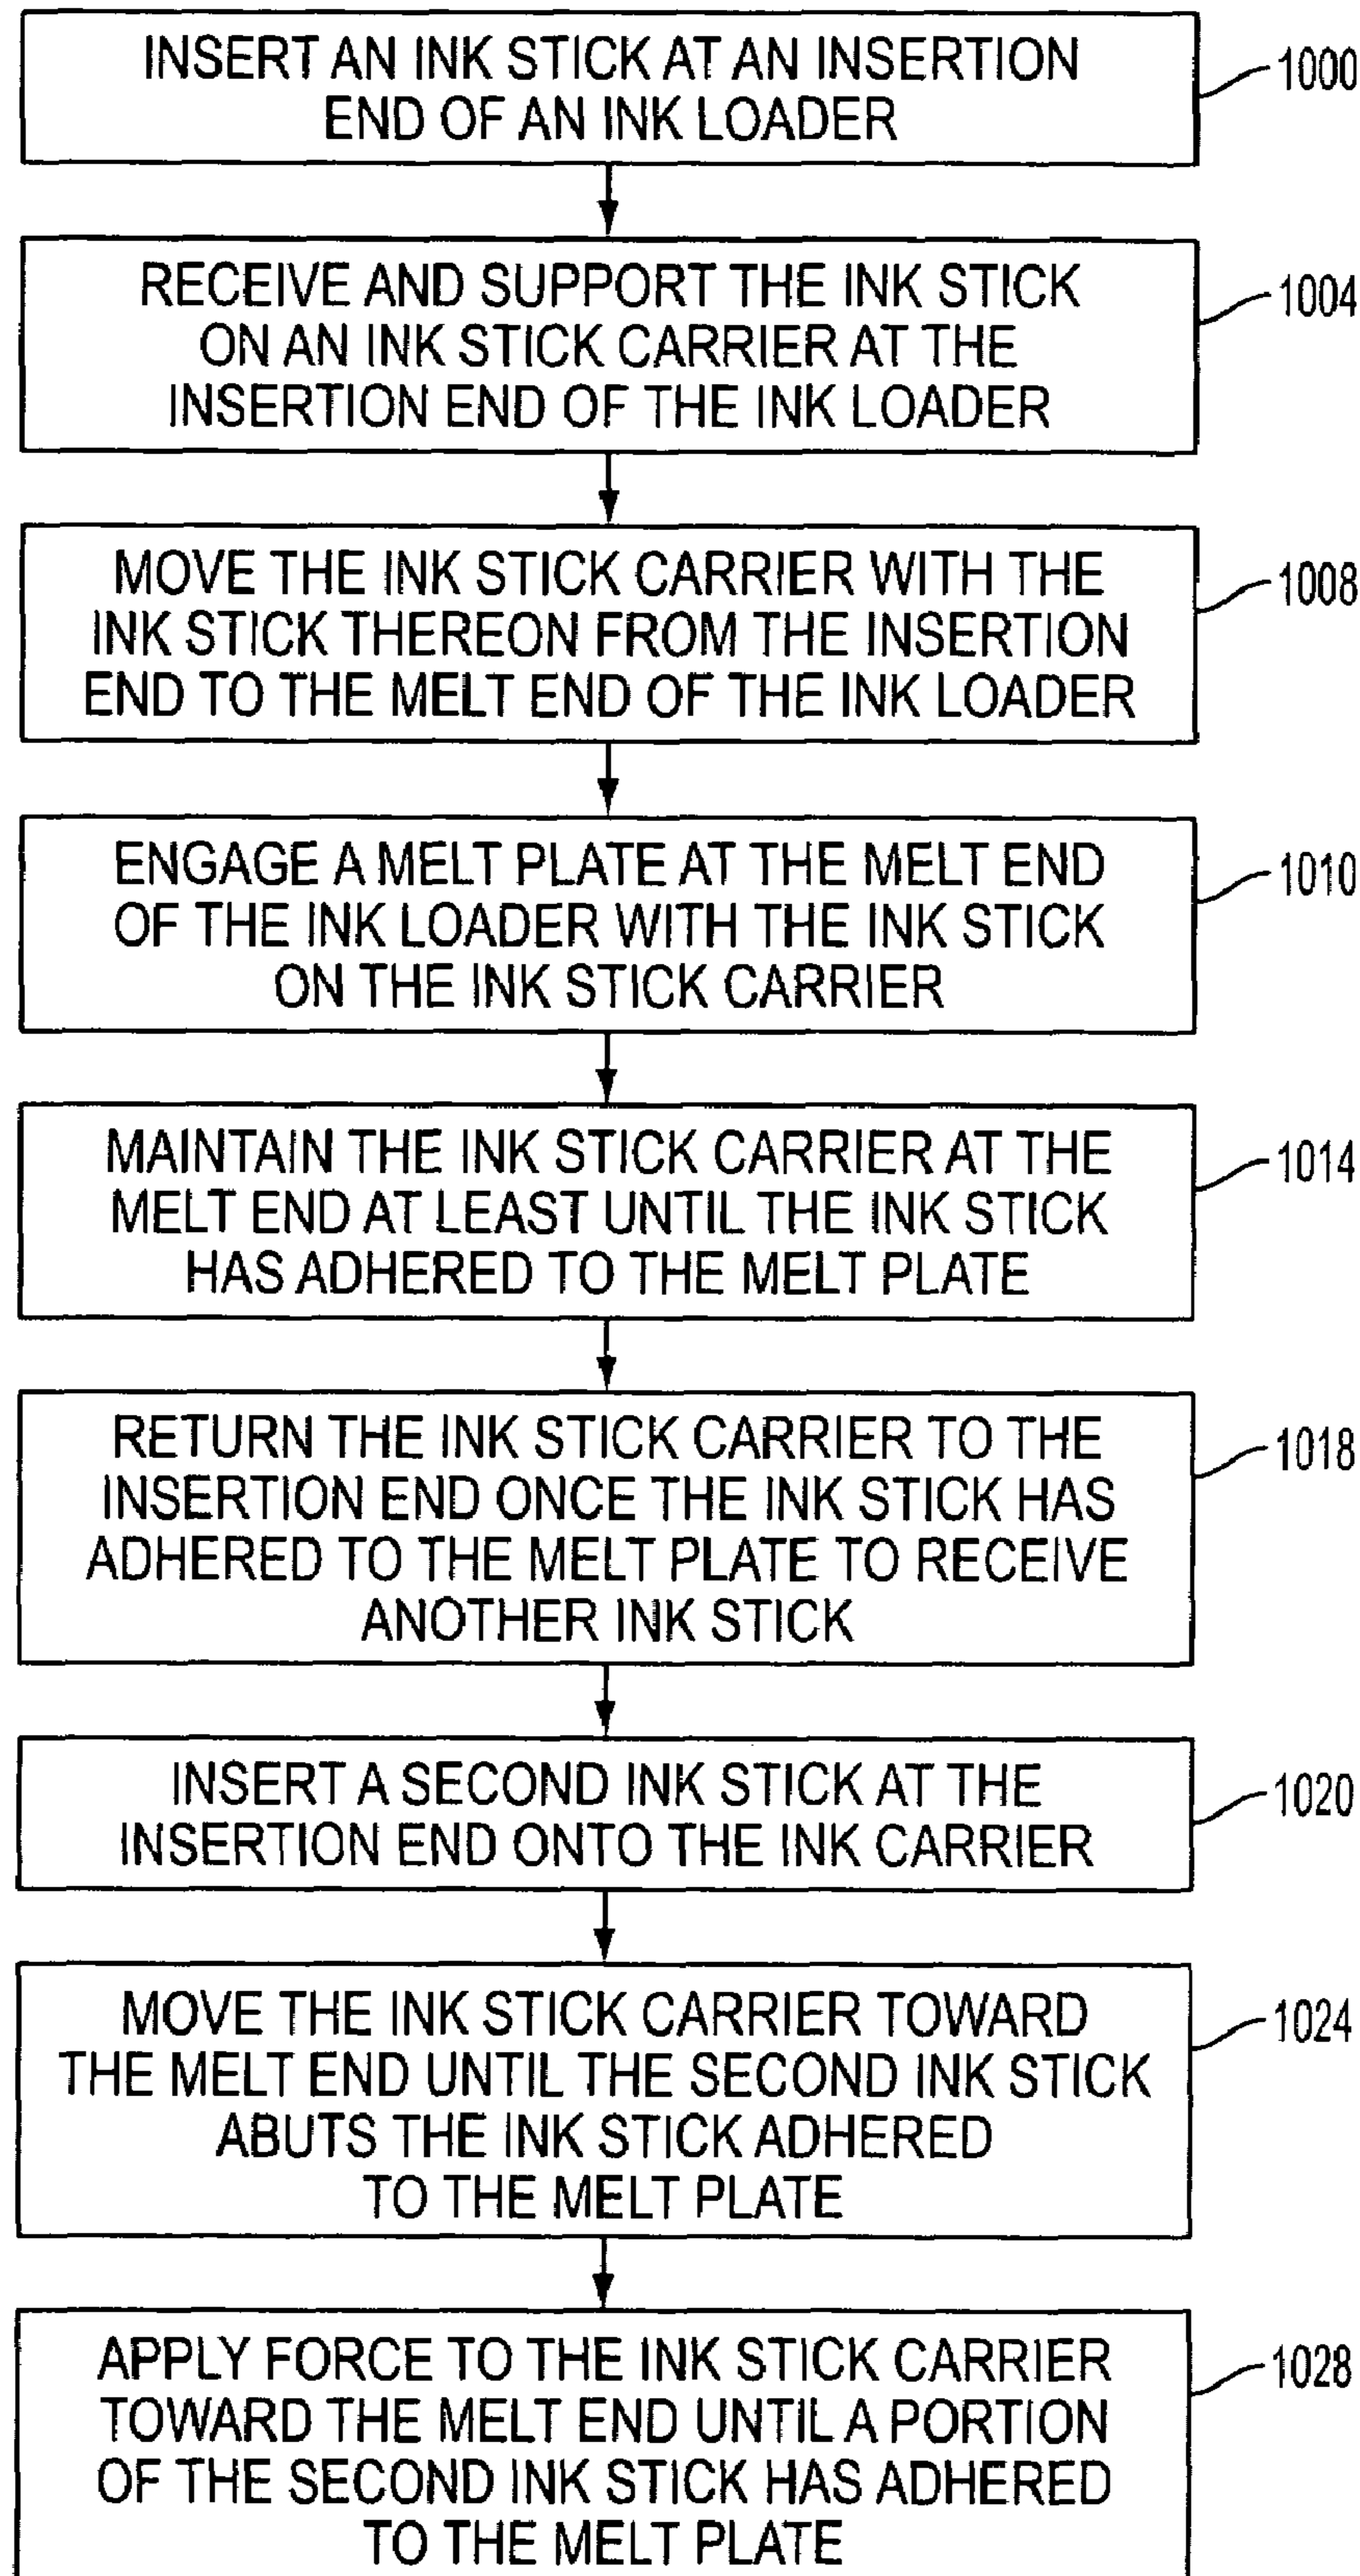 INSERT AN INK STICK AT AN INSERTION
END OF AN INK LOADER
1000
RECEIVE AND SUPPORT THE INK STICK
ON AN INK STICK CARRIER AT THE
INSERTION END OF THE INK LOADER
1004
MOVE THE INK STICK CARRIER WITH THE
INK STICK THEREON FROM THE INSERTION
END TO THE MELT END OF THE INK LOADER
1008
ENGAGE A MELT PLATE AT THE MELT END
OF THE INK LOADER WITH THE INK STICK
ON THE INK STICK CARRIER
1010
MAINTAIN THE INK STICK CARRIER AT THE
MELT END AT LEAST UNTIL THE INK STICK
HAS ADHERED TO THE MELT PLATE
1014
RETURN THE INK STICK CARRIER TO THE
INSERTION END ONCE THE INK STICK HAS
ADHERED TO THE MELT PLATE TO RECEIVE
ANOTHER INK STICK
1018
INSERT A SECOND INK STICK AT THE
INSERTION END ONTO THE INK CARRIER
1020
MOVE THE INK STICK CARRIER TOWARD
THE MELT END UNTIL THE SECOND INK STICK
ABUTS THE INK STICK ADHERED
TO THE MELT PLATE
1024
APPLY FORCE TO THE INK STICK CARRIER
TOWARD THE MELT END UNTIL A PORTION
OF THE SECOND INK STICK HAS ADHERED
TO THE MELT PLATE
1028